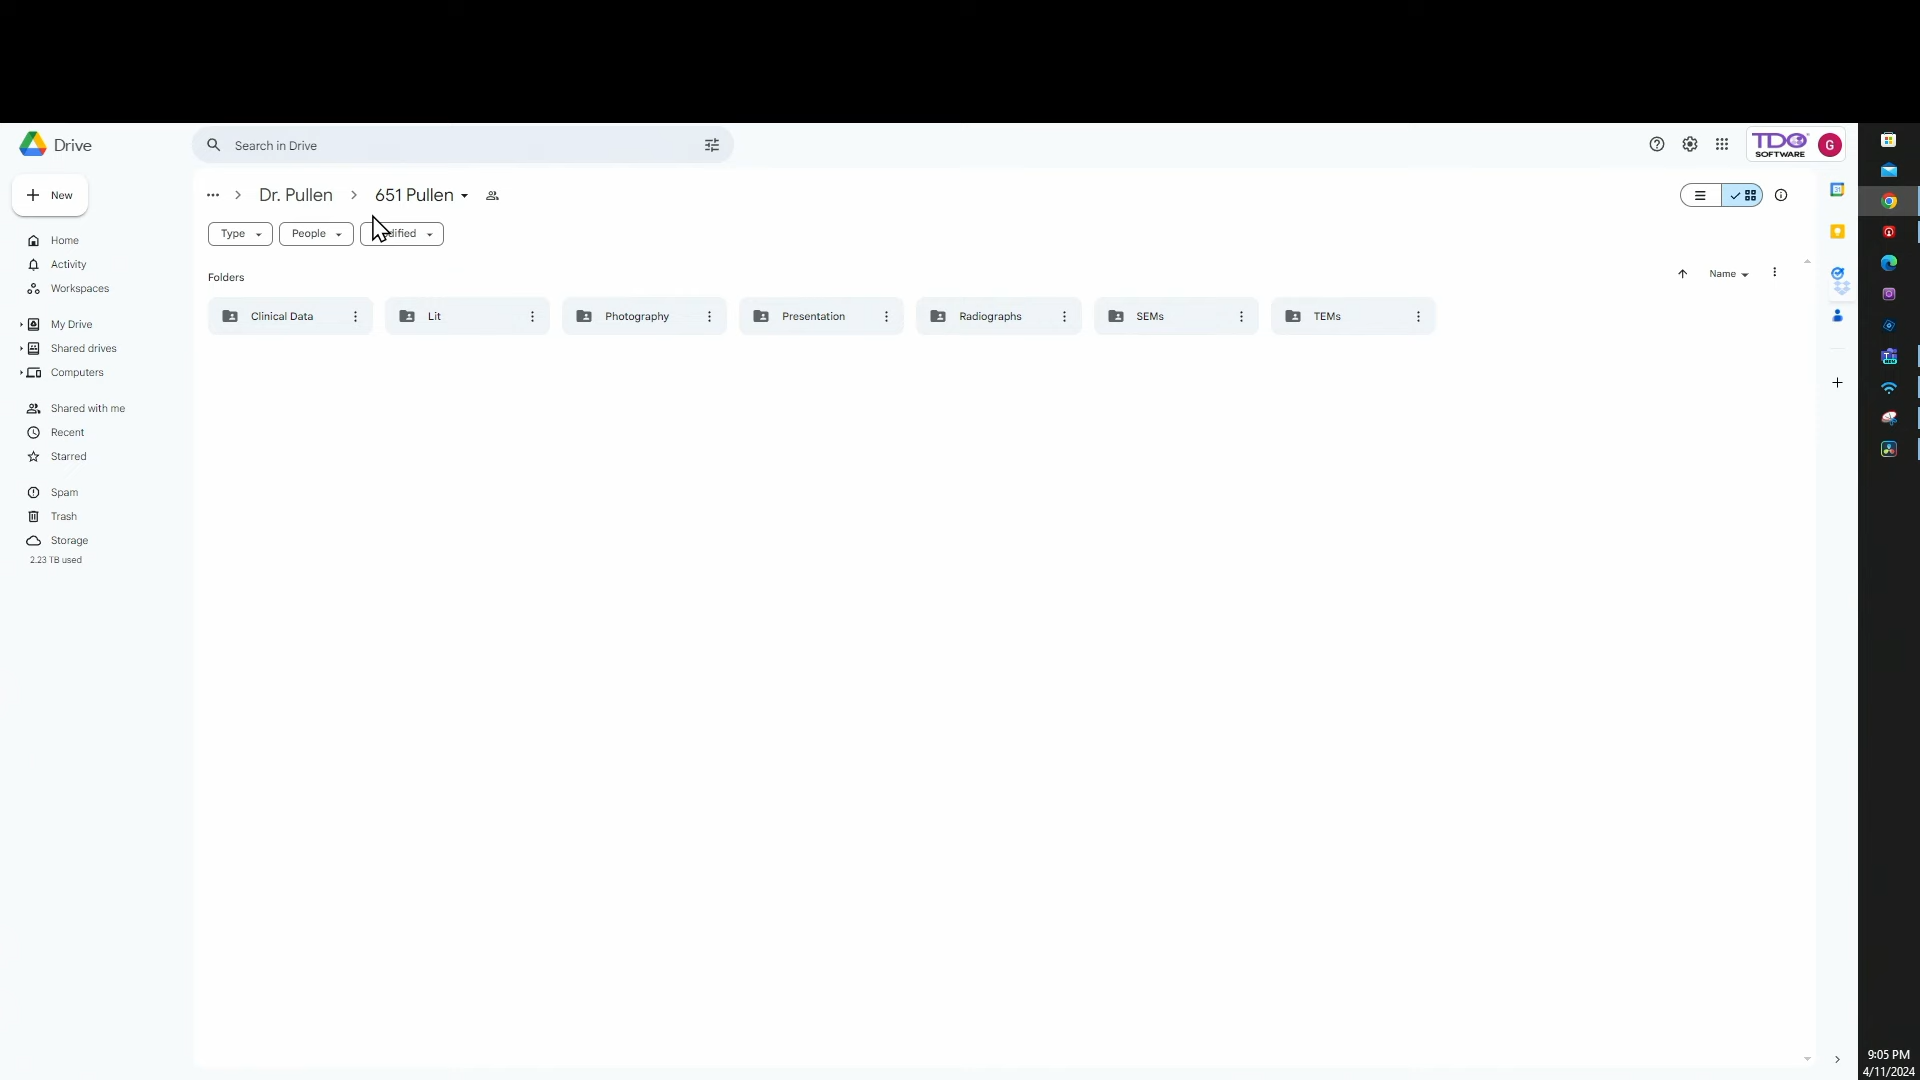 Drive
Search in Drive
TDO
SOFTWARE
G
New
Dr. Pullen
651 Pullen
Type
People
Home
Activity
Workspaces
My Drive
Shared drives
Computers
Shared with me
Recent
Starred
Spam
Trash
Storage
2.23 TB used
Folders
Name
Clinical Data
Lit
Photography
Presentation
Radiographs
SEMs
TEMs
9:05 PM
4/11/2024